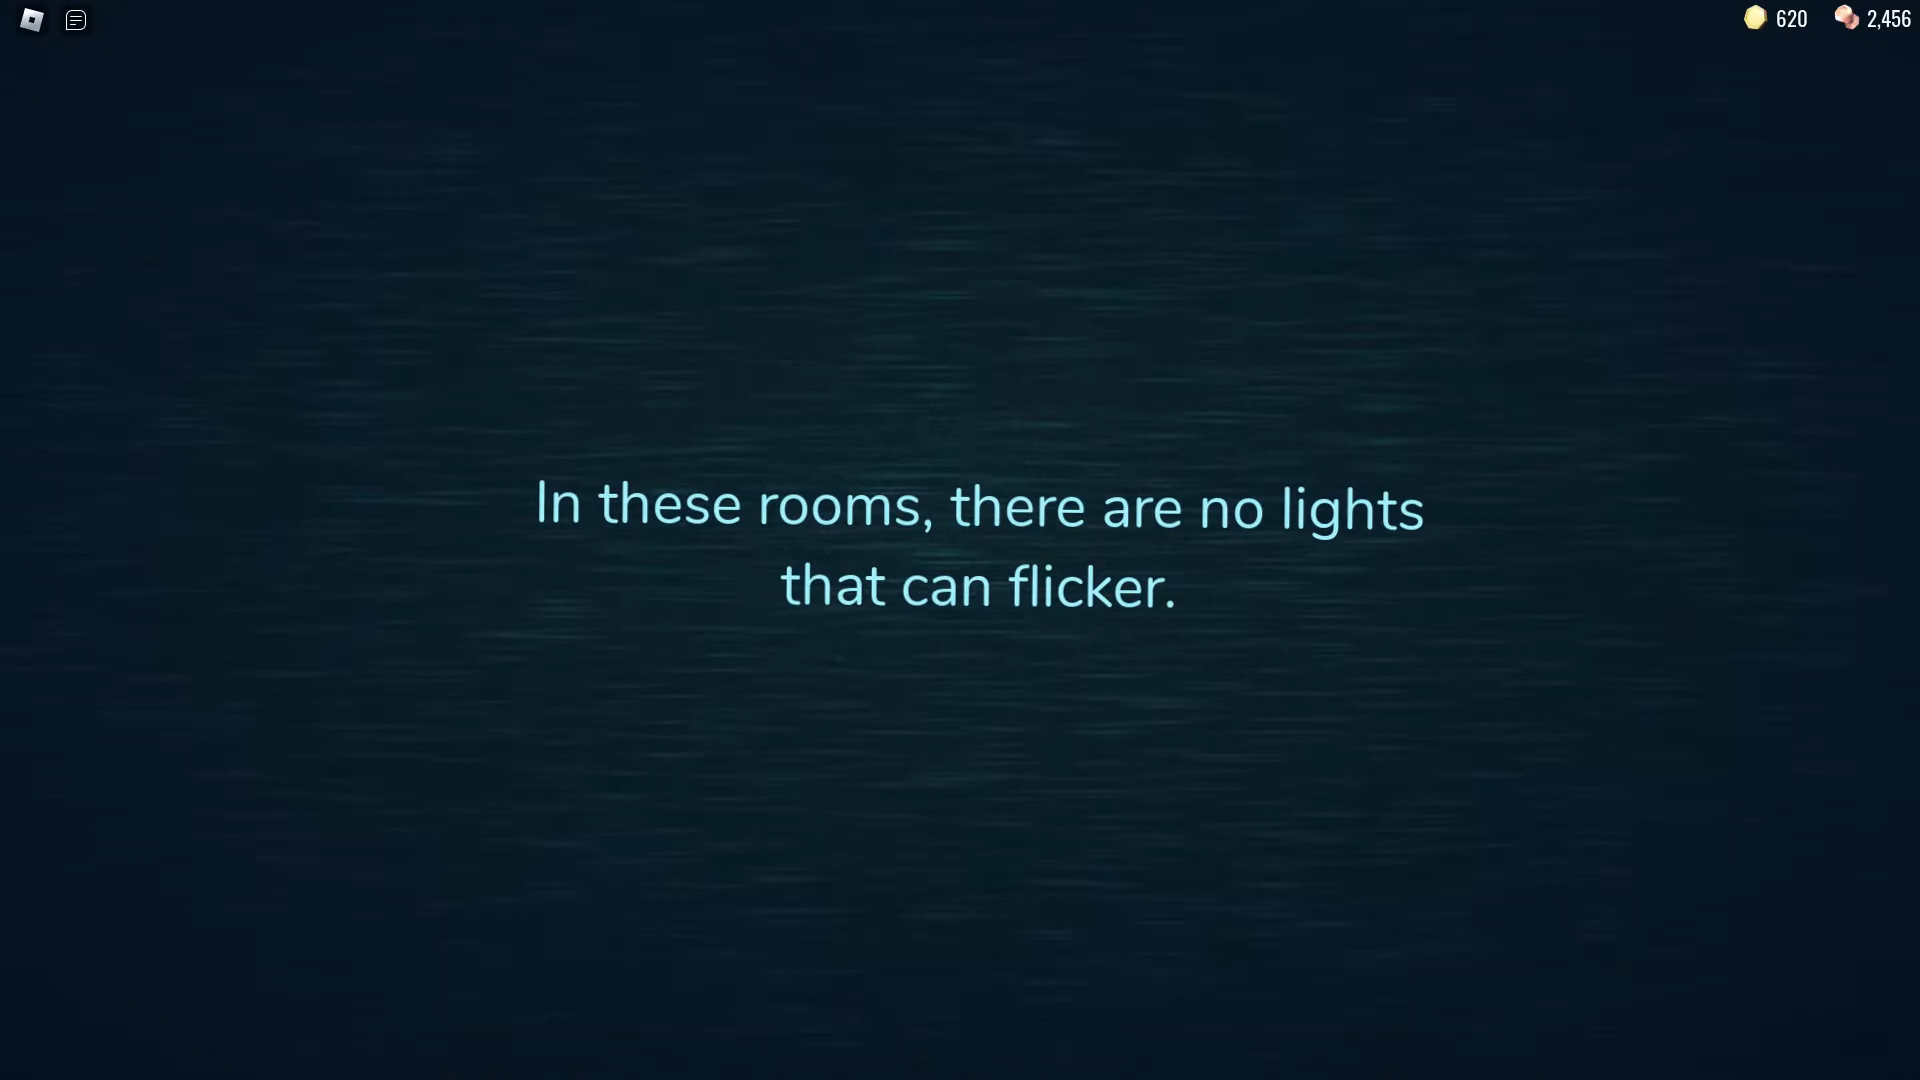 620 2,456
In these rooms, there are no lights
that can flicker.